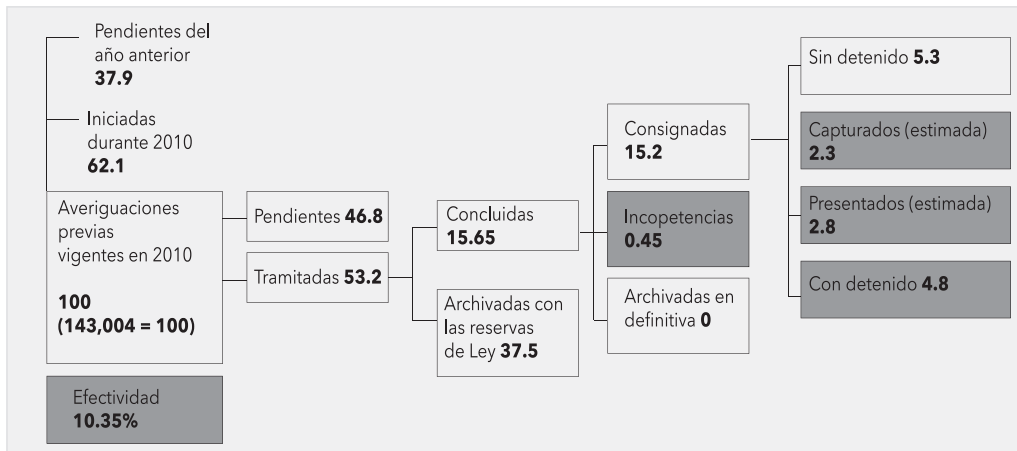 Pendientes del
año anterior
37.9
Iniciadas
durante 2010
62.1
Averiguaciones
previas
vigentes en 2010
100
(143,004 = 100)
Efectividad
10.35%
Pendientes 46.8
Tramitadas 53.2
Concluidas
15.65
Archivadas con
las reservas
de Ley 37.5
Consignadas
15.2
Incopetencias
0.45
Archivadas en
definitiva 0
Sin detenido 5.3
Capturados (estimada)
2.3
Presentados (estimada)
2.8
Con detenido 4.8